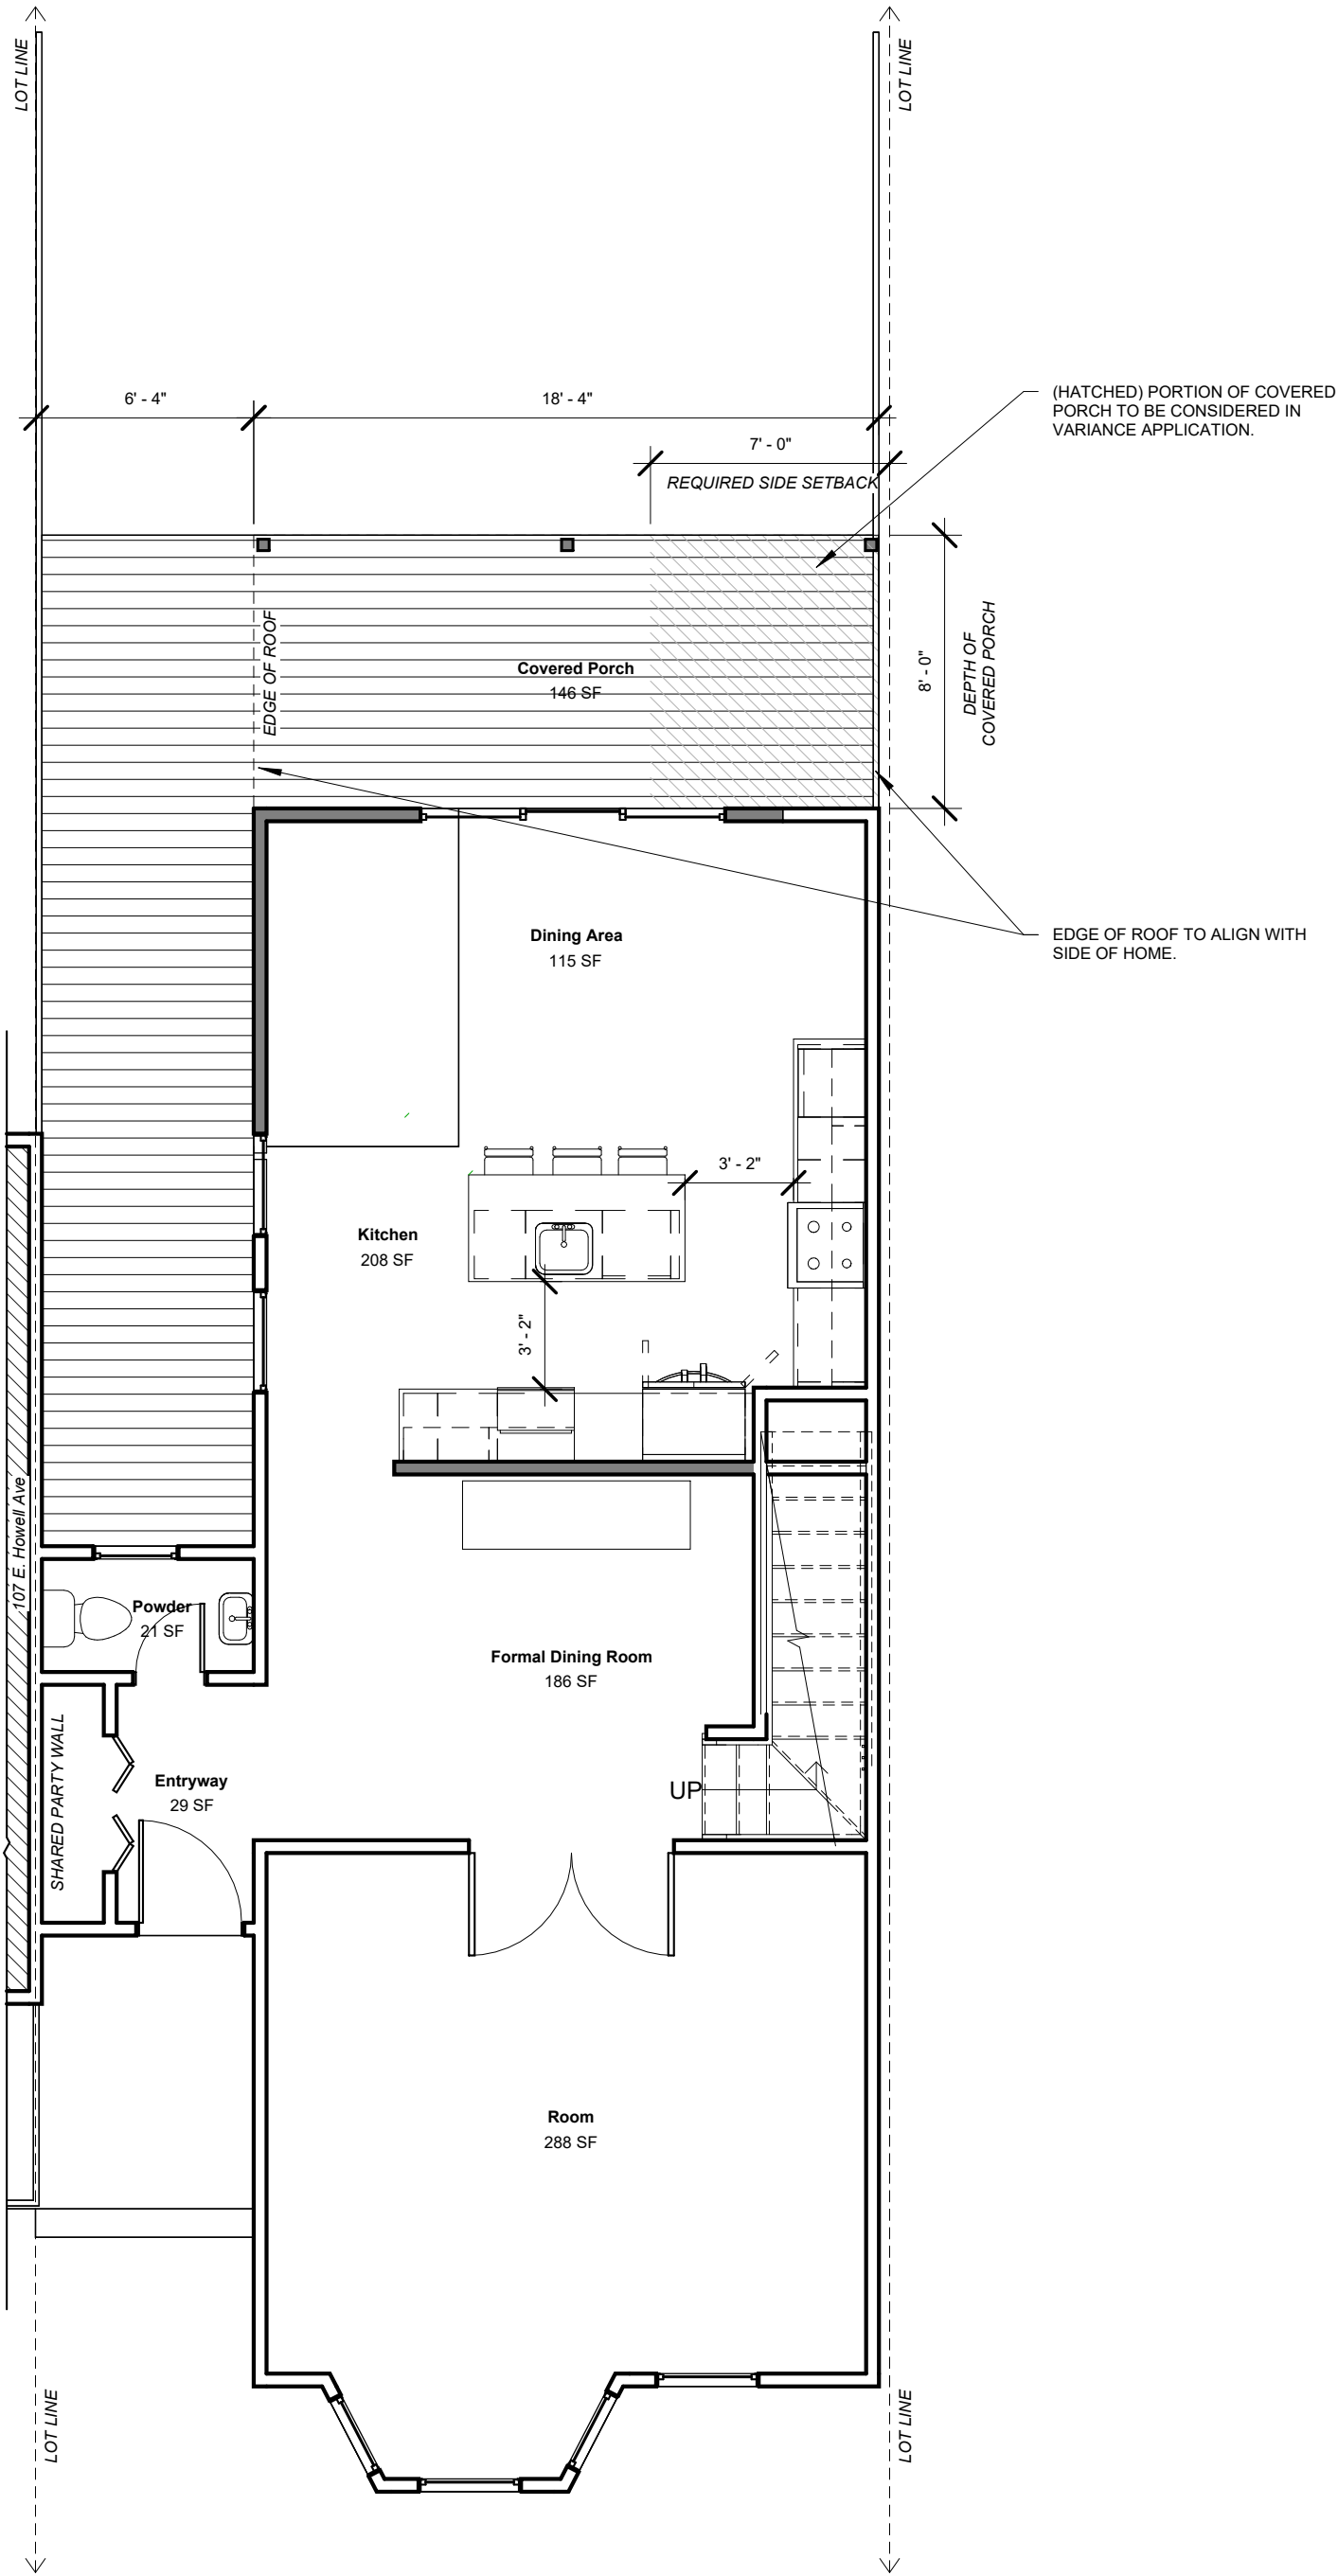 LOT LINE
LOT LINE
6' - 4"
18' - 4"
(HATCHED) PORTION OF COVERED
PORCH TO BE CONSIDERED IN
VARIANCE APPLICATION.
7' - 0"
REQUIRED SIDE SETBACK
EDGE OF ROOF
Covered Porch
146 SF
8' - 0"
DEPTH OF
COVERED PORCH
Dining Area
115 SF
EDGE OF ROOF TO ALIGN WITH
SIDE OF HOME.
3' - 2"
Kitchen
208 SF
3' - 2"
107 E. Howell Ave
Powder
21 SF
Formal Dining Room
186 SF
SHARED PARTY WALL
Entryway
29 SF
UP
Room
288 SF
LOT LINE
LOT LINE